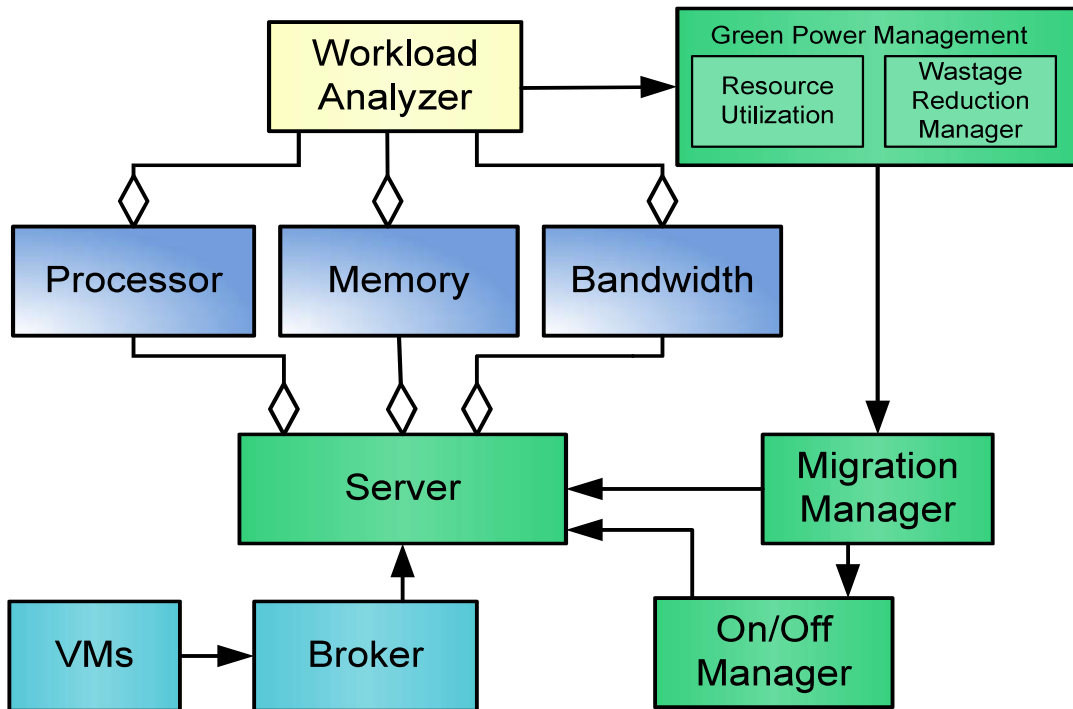 Workload
Analyzer
Green Power Management
Resource
Utilization
Wastage
Reduction
Manager
Processor
Memory
Bandwidth
Server
Migration
Manager
VMs
Broker
On/Off
Manager